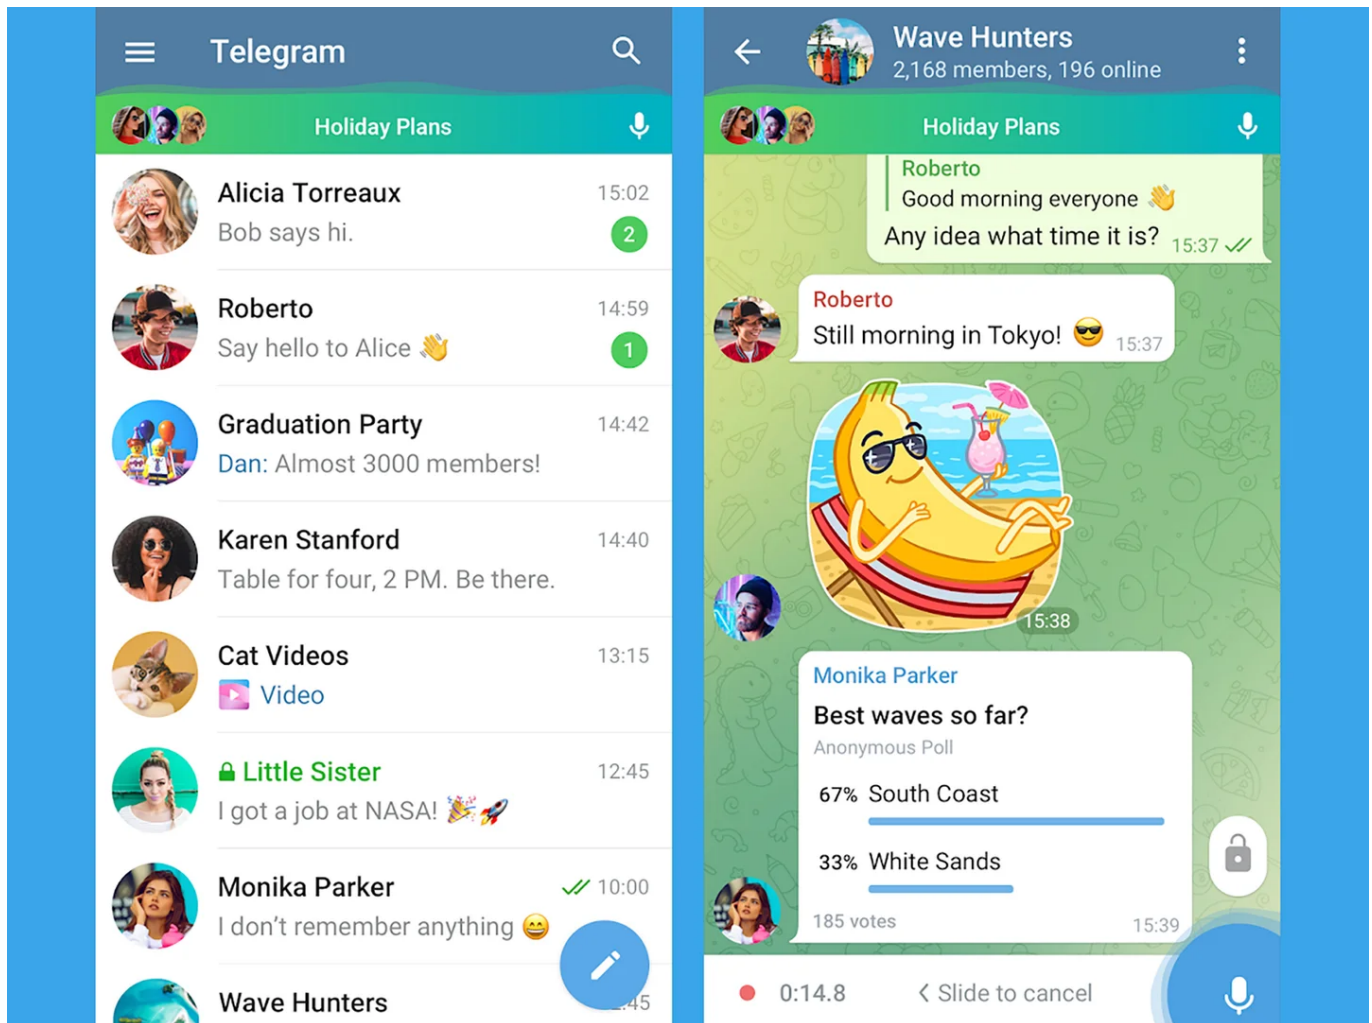 Telegram
Holiday Plans
Alicia Torreaux 15:02
Bob says hi. 2
Roberto 14:59
Say hello to Alice 👋 1
Graduation Party 14:42
Dan: Almost 3000 members!
Karen Stanford 14:40
Table for four, 2 PM. Be there.
Cat Videos 13:15
Video
Little Sister 12:45
I got a job at NASA! 🎉🚀
Monika Parker 10:00
I don't remember anything 😄
Wave Hunters
Wave Hunters
2,168 members, 196 online
Holiday Plans
Roberto
Good morning everyone 👋
Any idea what time it is? 15:37
Roberto
Still morning in Tokyo! 😎 15:37
15:38
Monika Parker
Best waves so far?
Anonymous Poll
67% South Coast
33% White Sands
185 votes 15:39
0:14.8 Slide to cancel